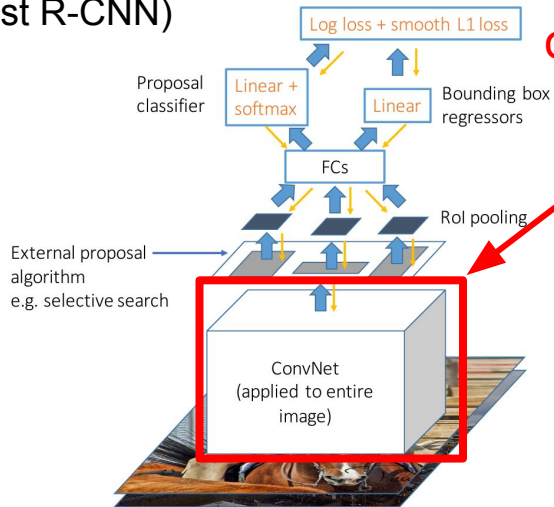 st R-CNN)
Log loss + smooth L1 loss
Proposal
classifier
Linear +
softmax
Linear
Bounding box
regressors
FCs
RoI pooling
External proposal
algorithm
e.g. selective search
ConvNet
(applied to entire
image)